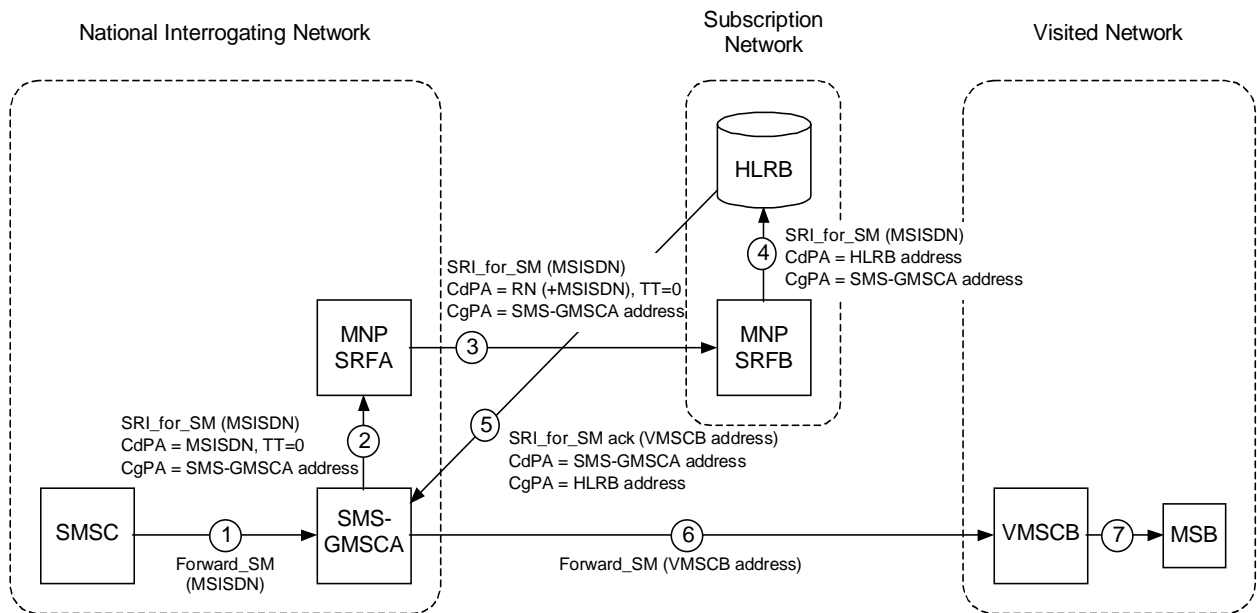 National Interrogating Network
Subscription
Network
Visited Network
HLRB
4
SRI_for_SM (MSISDN)
CdPA = HLRB address
CgPA = SMS-GMSCA address
SRI_for_SM (MSISDN)
CdPA = RN (+MSISDN), TT=0
CgPA = SMS-GMSCA address
MNP
SRFA
3
MNP
SRFB
SRI_for_SM (MSISDN)
CdPA = MSISDN, TT=0
CgPA = SMS-GMSCA address
2
5
SRI_for_SM ack (VMSCB address)
CdPA = SMS-GMSCA address
CgPA = HLRB address
SMSC
1
Forward_SM
(MSISDN)
SMS-
GMSCA
6
Forward_SM (VMSCB address)
VMSCB
7
MSB